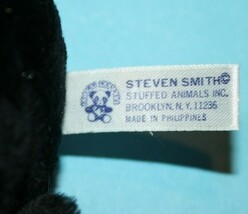 STEVEN SMITH©
STUFFED ANIMALS INC.
BROOKLYN, N.Y. 11236
MADE IN PHILIPPINES